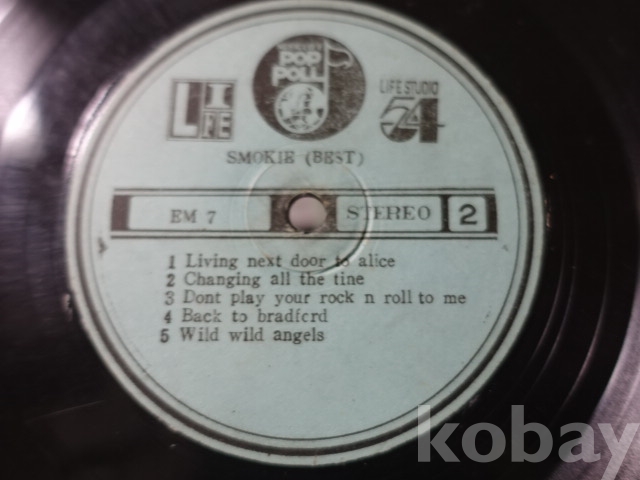 POP
POLL
LIFE
LIFE STUDIO
54
SMOKIE (BEST)
EM 7 STEREO 2
1 Living next door to alice
2 Changing all the tine
3 Dont play your rock n roll to me
4 Back to bradfcrd
5 Wild wild angels
kobay